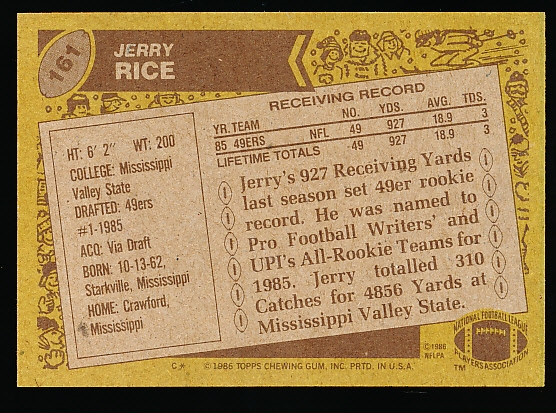 161
JERRY
RICE
HT: 6' 2" WT: 200
COLLEGE: Mississippi
Valley State
DRAFTED: 49ers
#1-1985
ACQ: Via Draft
BORN: 10-13-62,
Starkville, Mississippi
HOME: Crawford,
Mississippi
RECEIVING RECORD
YR. TEAM NO. YDS. AVG. TDS.
85 49ERS NFL 49 927 18.9 3
LIFETIME TOTALS 49 927 18.9 3
Jerry's 927 Receiving Yards
last season set 49er rookie
record. He was named to
Pro Football Writers' and
UPI's All-Rookie Teams for
1985. Jerry totalled 310
Catches for 4856 Yards at
Mississippi Valley State.
© 1986
NFLPA
NATIONAL FOOTBALL LEAGUE
PLAYERS ASSOCIATION
TM
C* © 1986 TOPPS CHEWING GUM, INC. PRTD. IN U.S.A.